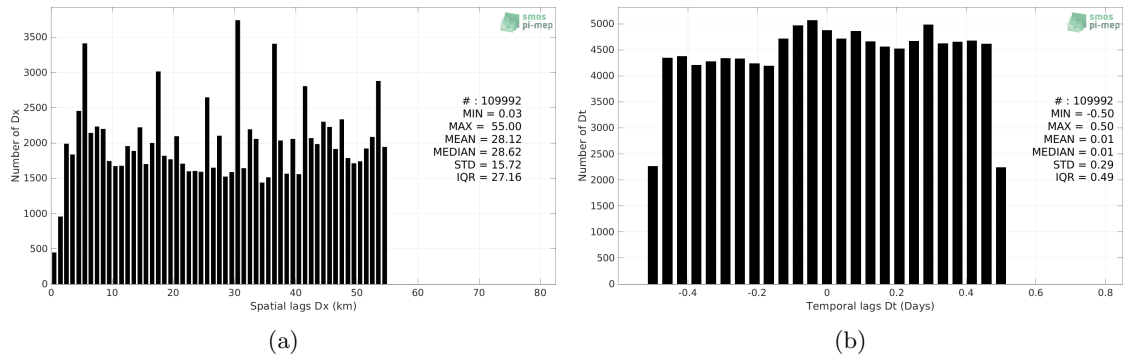 smos
pi-mep
3500
3000
2500
2000
1500
1000
500
0
Number of Dx
# : 109992
MIN = 0.03
MAX = 55.00
MEAN = 28.12
MEDIAN = 28.62
STD = 15.72
IQR = 27.16
0 10 20 30 40 50 60 70 80
Spatial lags Dx (km)
(a)
smos
pi-mep
5000
4500
4000
3500
3000
2500
2000
1500
1000
500
0
Number of Dt
# : 109992
MIN = -0.50
MAX = 0.50
MEAN = 0.01
MEDIAN = 0.01
STD = 0.29
IQR = 0.49
-0.4 -0.2 0 0.2 0.4 0.6 0.8
Temporal lags Dt (Days)
(b)